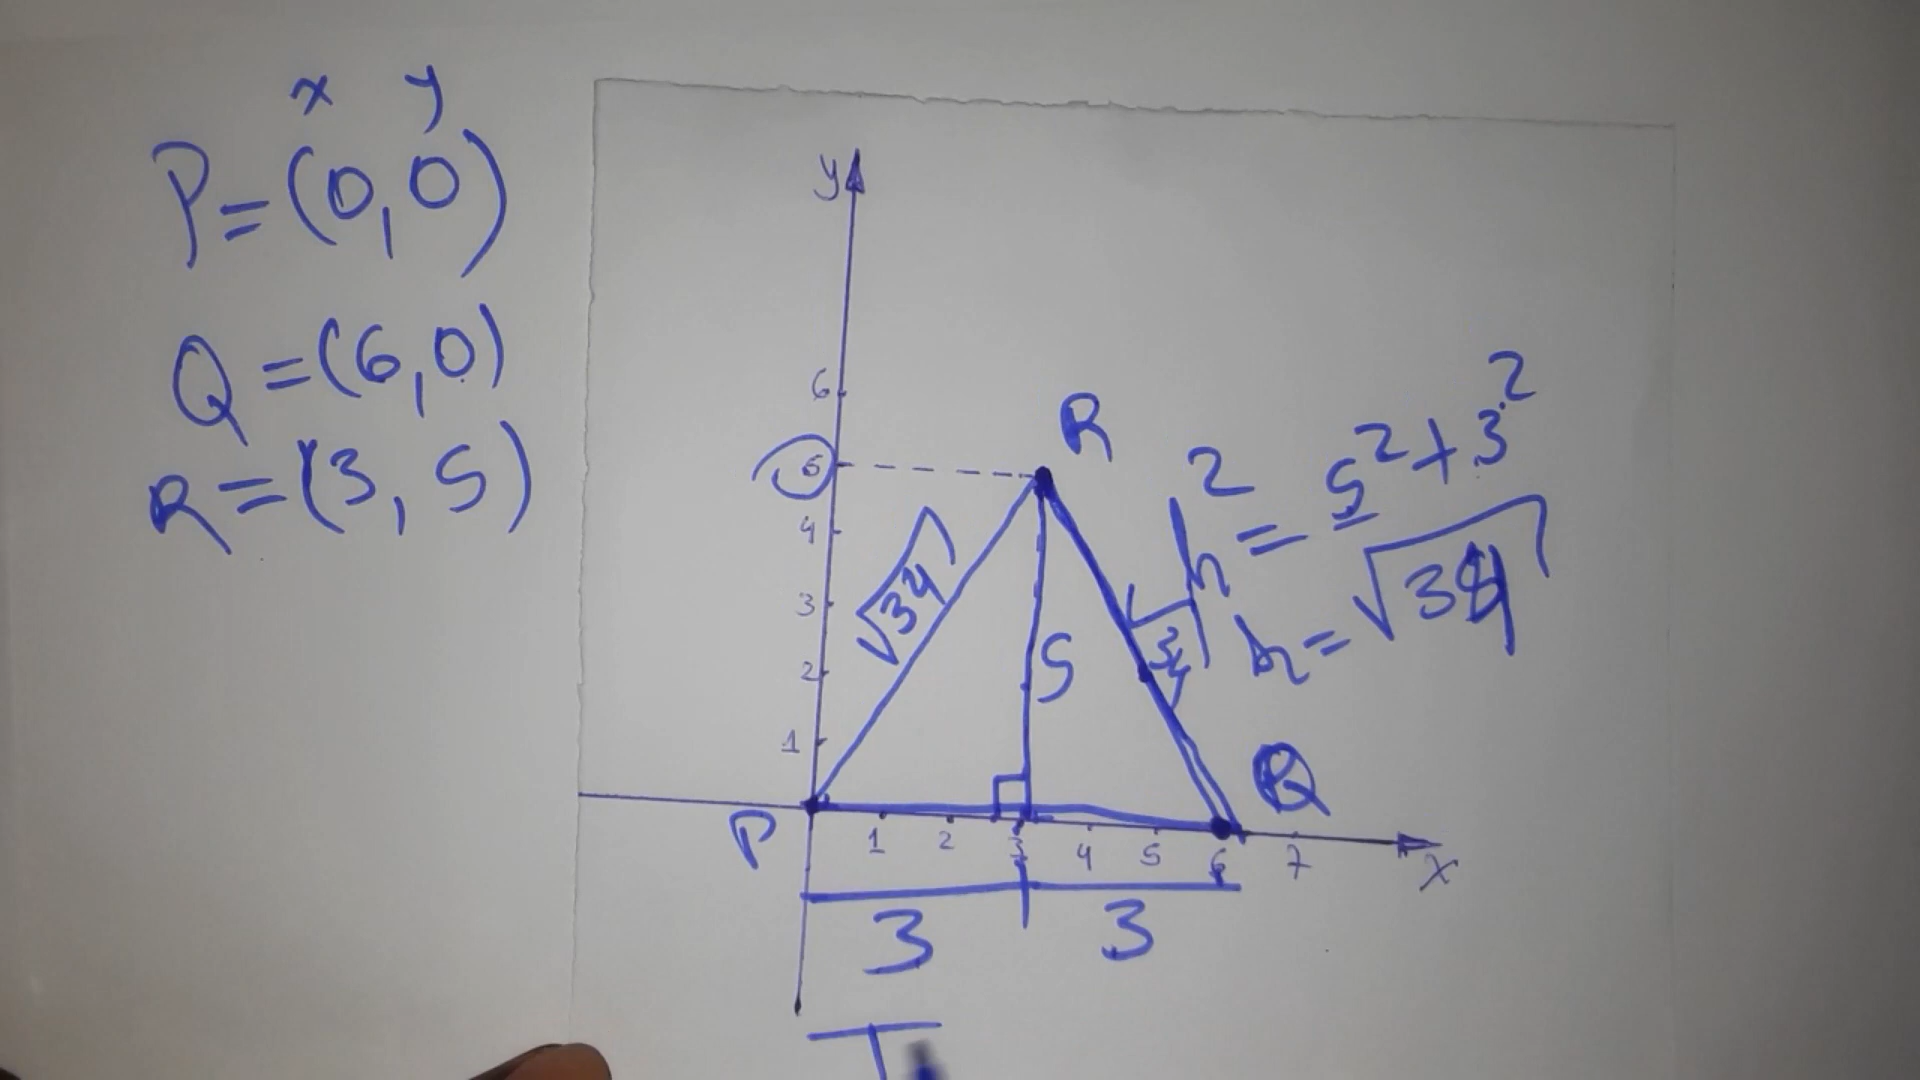 x y
P=(0,0)
Q=(6,0)
R=(3,5)
y
6
5
4
3
2
1
R
√34
5
h²=5²+3²
h=√34
√34
P
Q
1 2 3 4 5 6 7
x
3 3
T